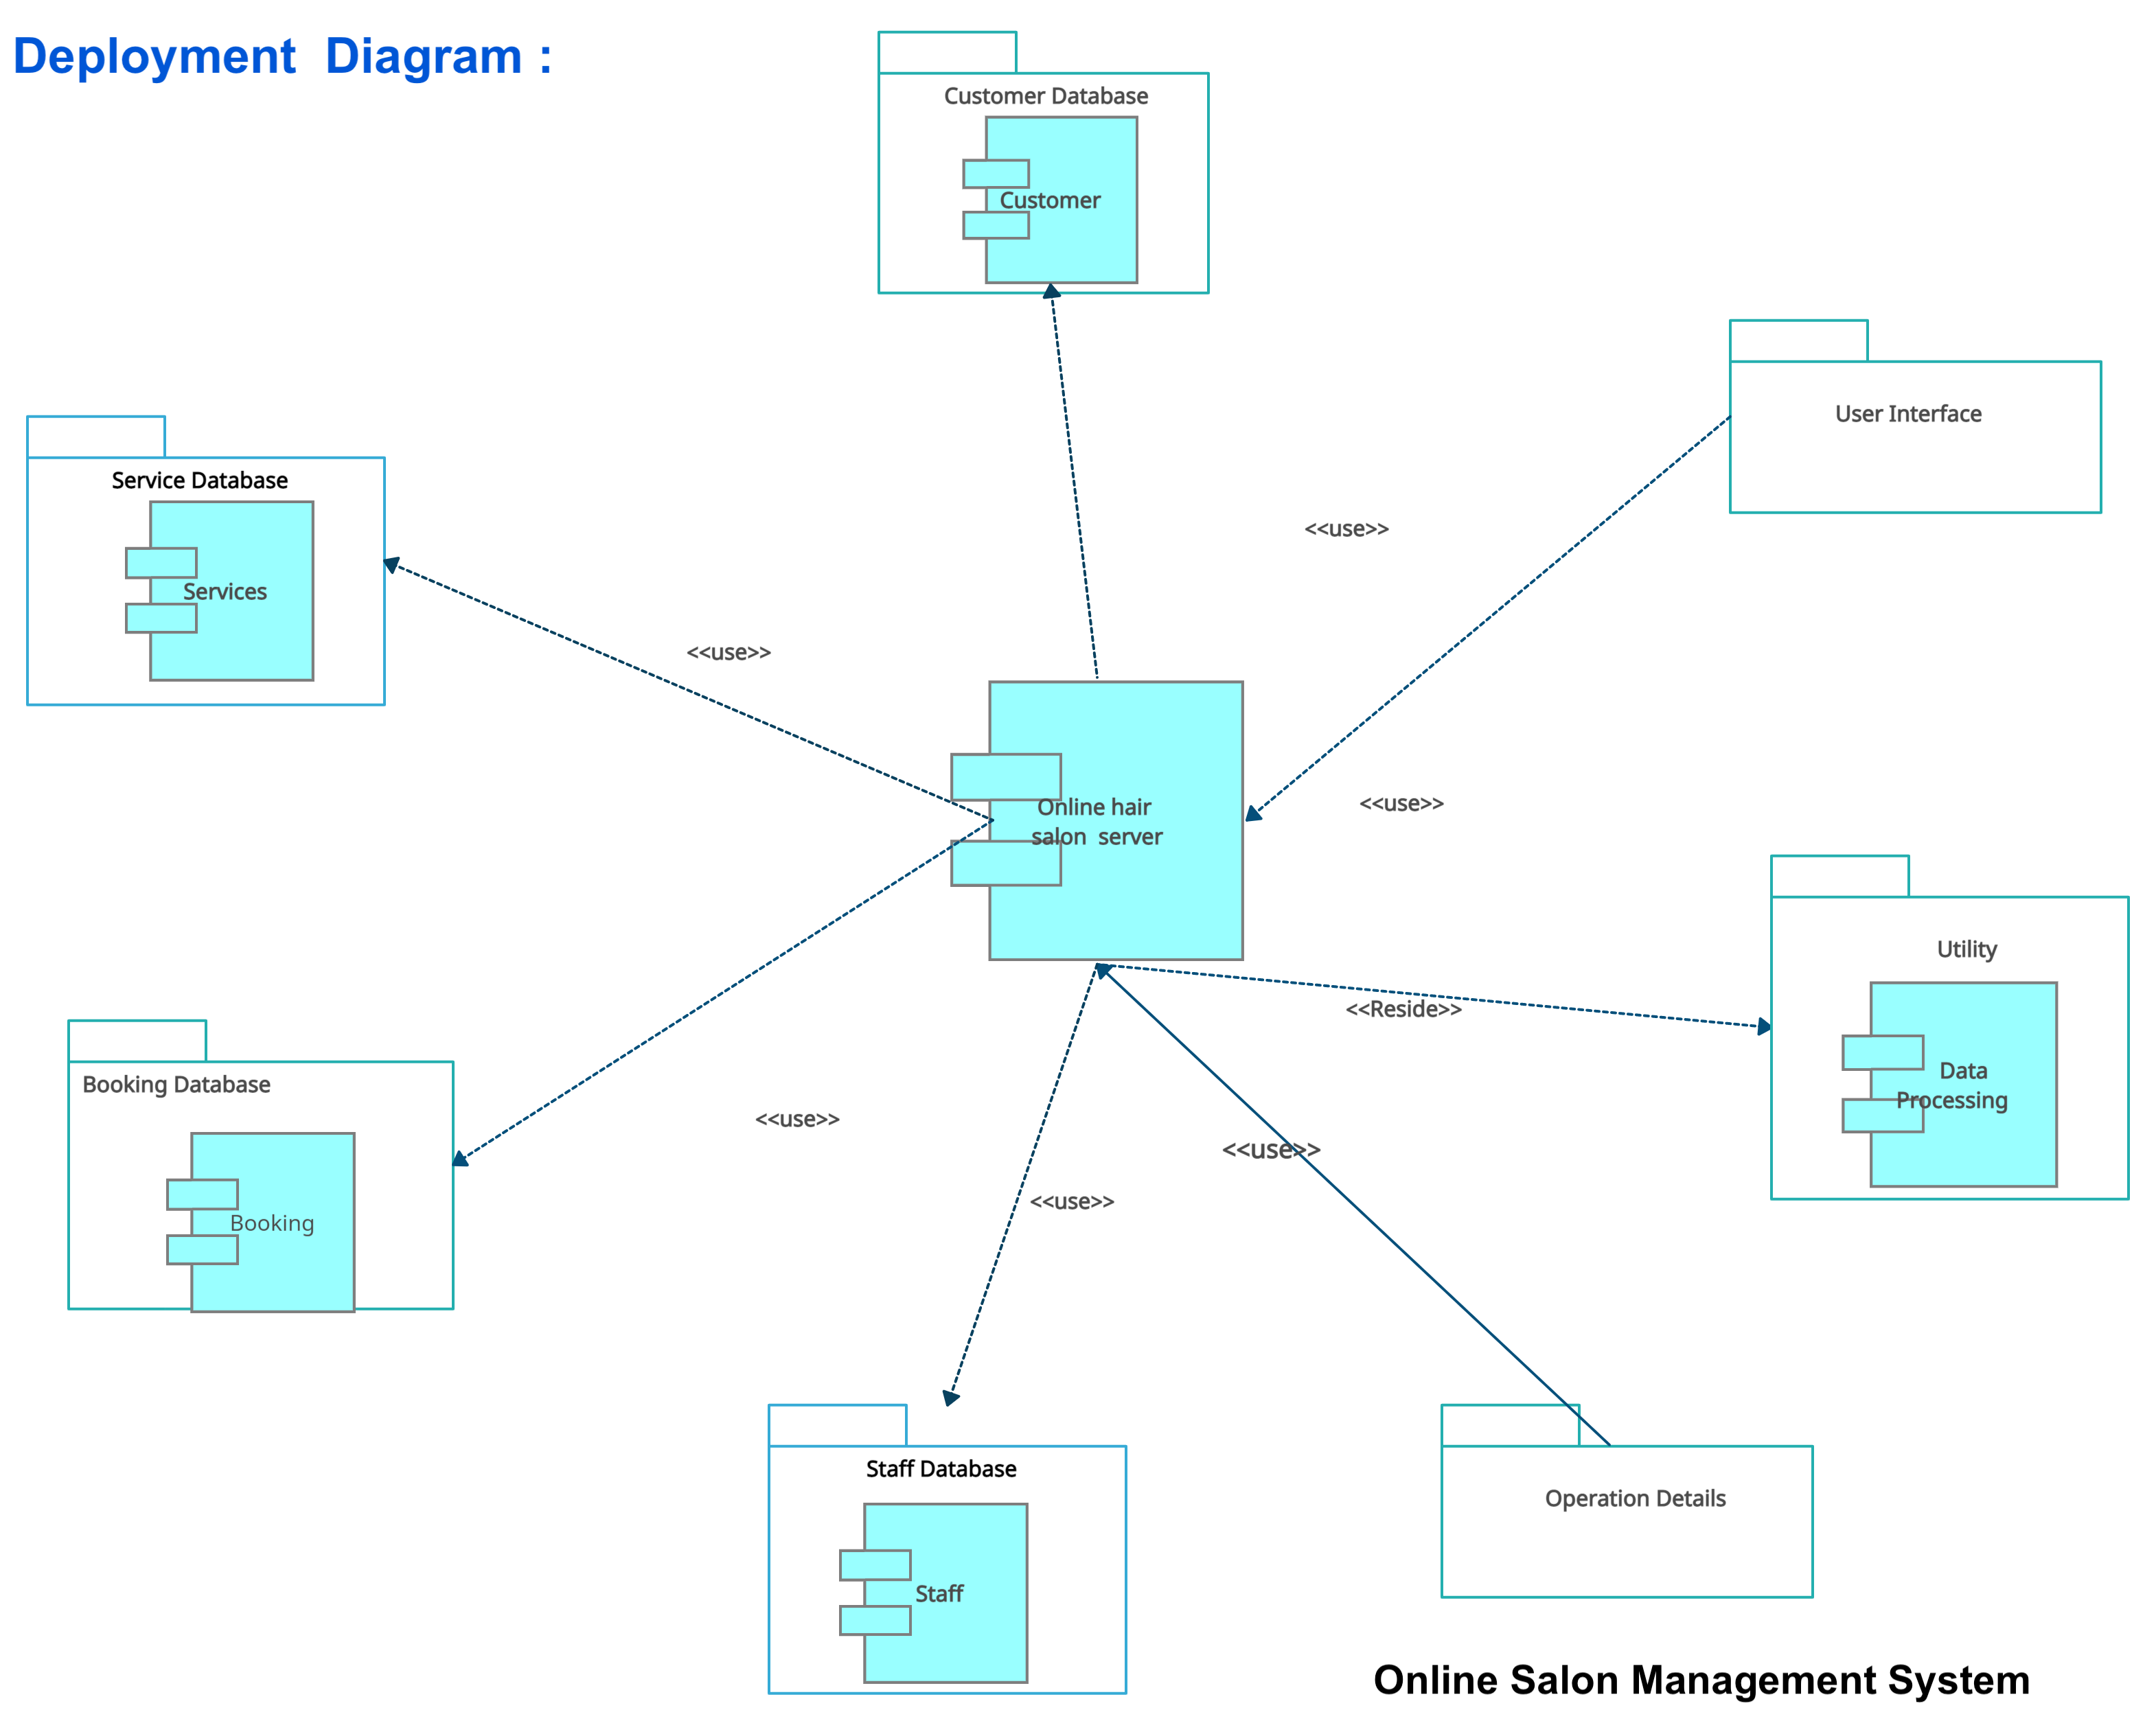 Deployment  Diagram :
Customer Database
Customer
User Interface
Service Database
Services
<<use>>
<<use>>
Online hair
salon  server
<<use>>
Utility
<<Reside>>
Data
Processing
Booking Database
Booking
<<use>>
<<use>>
<<use>>
Staff Database
Staff
Operation Details
Online Salon Management System